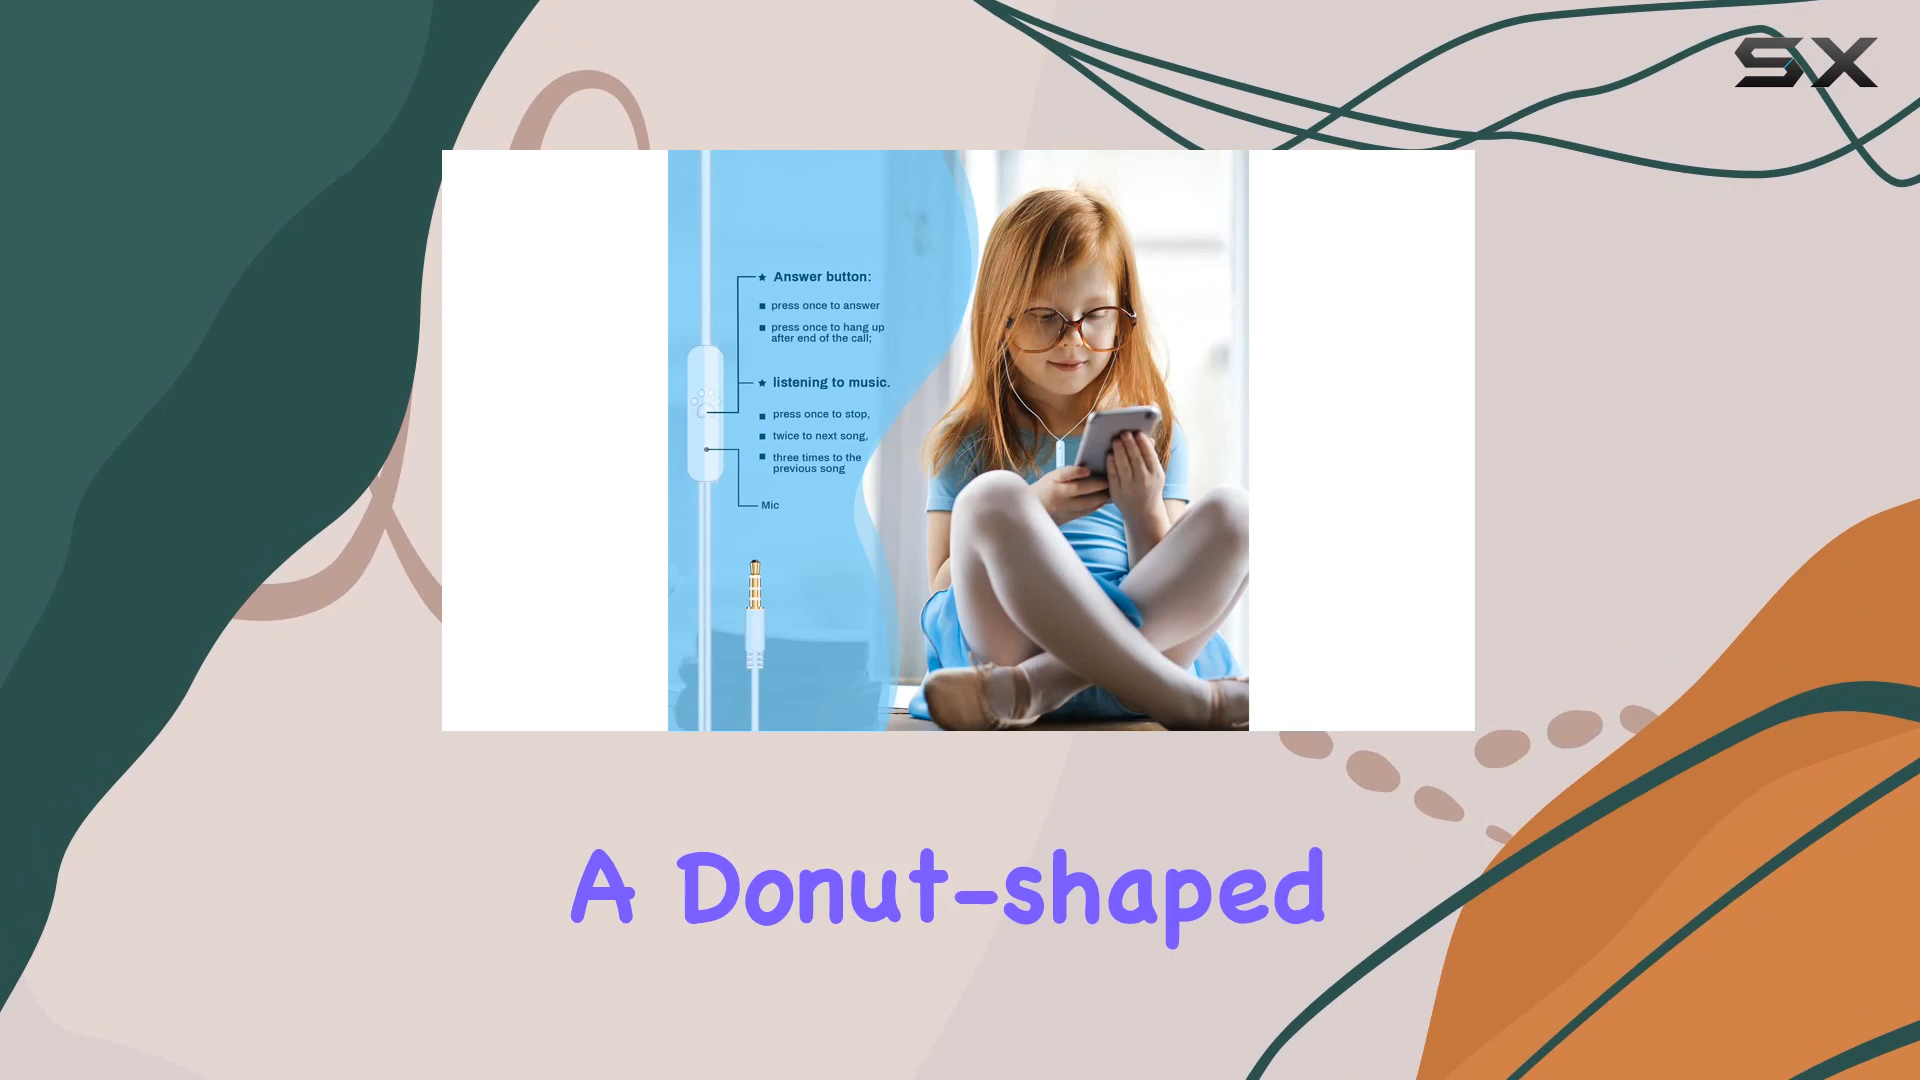 SX
Answer button:
press once to answer
press once to hang up
after end of the call;
listening to music.
press once to stop,
twice to next song,
three times to the
previous song
Mic
A Donut-shaped